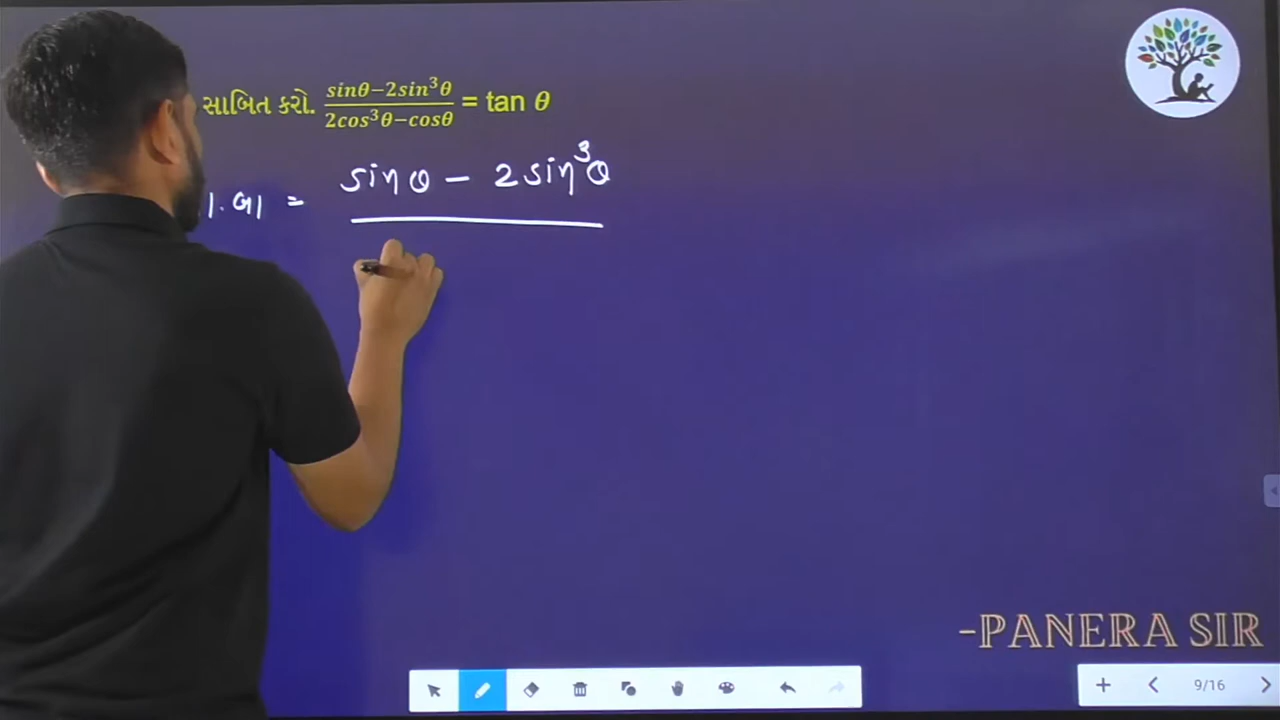 સાબિત કરો. sinθ−2sin³θ / 2cos³θ−cosθ = tan θ
sinθ − 2sin³θ
=
-PANERA SIR
9/16